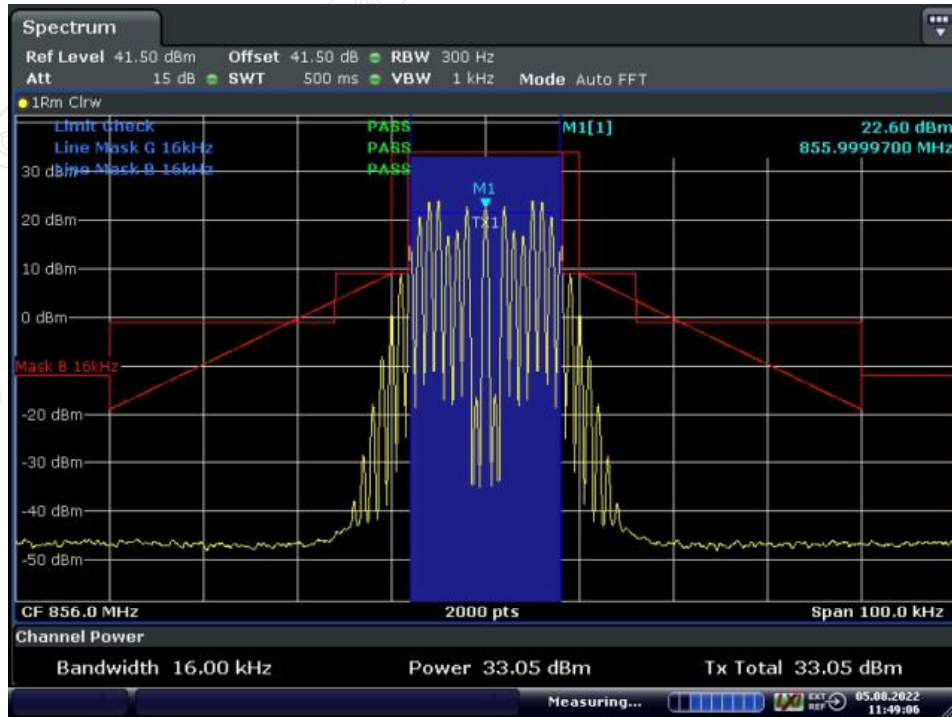 Spectrum
Ref Level 41.50 dBm Offset 41.50 dB RBW 300 Hz
Att 15 dB SWT 500 ms VBW 1 kHz Mode Auto FFT
1Rm Clrw
Limit Check PASS M1[1] 22.60 dBm
Line Mask G 16kHz PASS 855.9999700 MHz
Line Mask B 16kHz PASS
30 dBm
M1
20 dBm
TX1
10 dBm
0 dBm
Mask B 16kHz
-20 dBm
-30 dBm
-40 dBm
-50 dBm
CF 856.0 MHz 2000 pts Span 100.0 kHz
Channel Power
Bandwidth 16.00 kHz Power 33.05 dBm Tx Total 33.05 dBm
Measuring... LXI EXT REF 05.08.2022 11:49:06